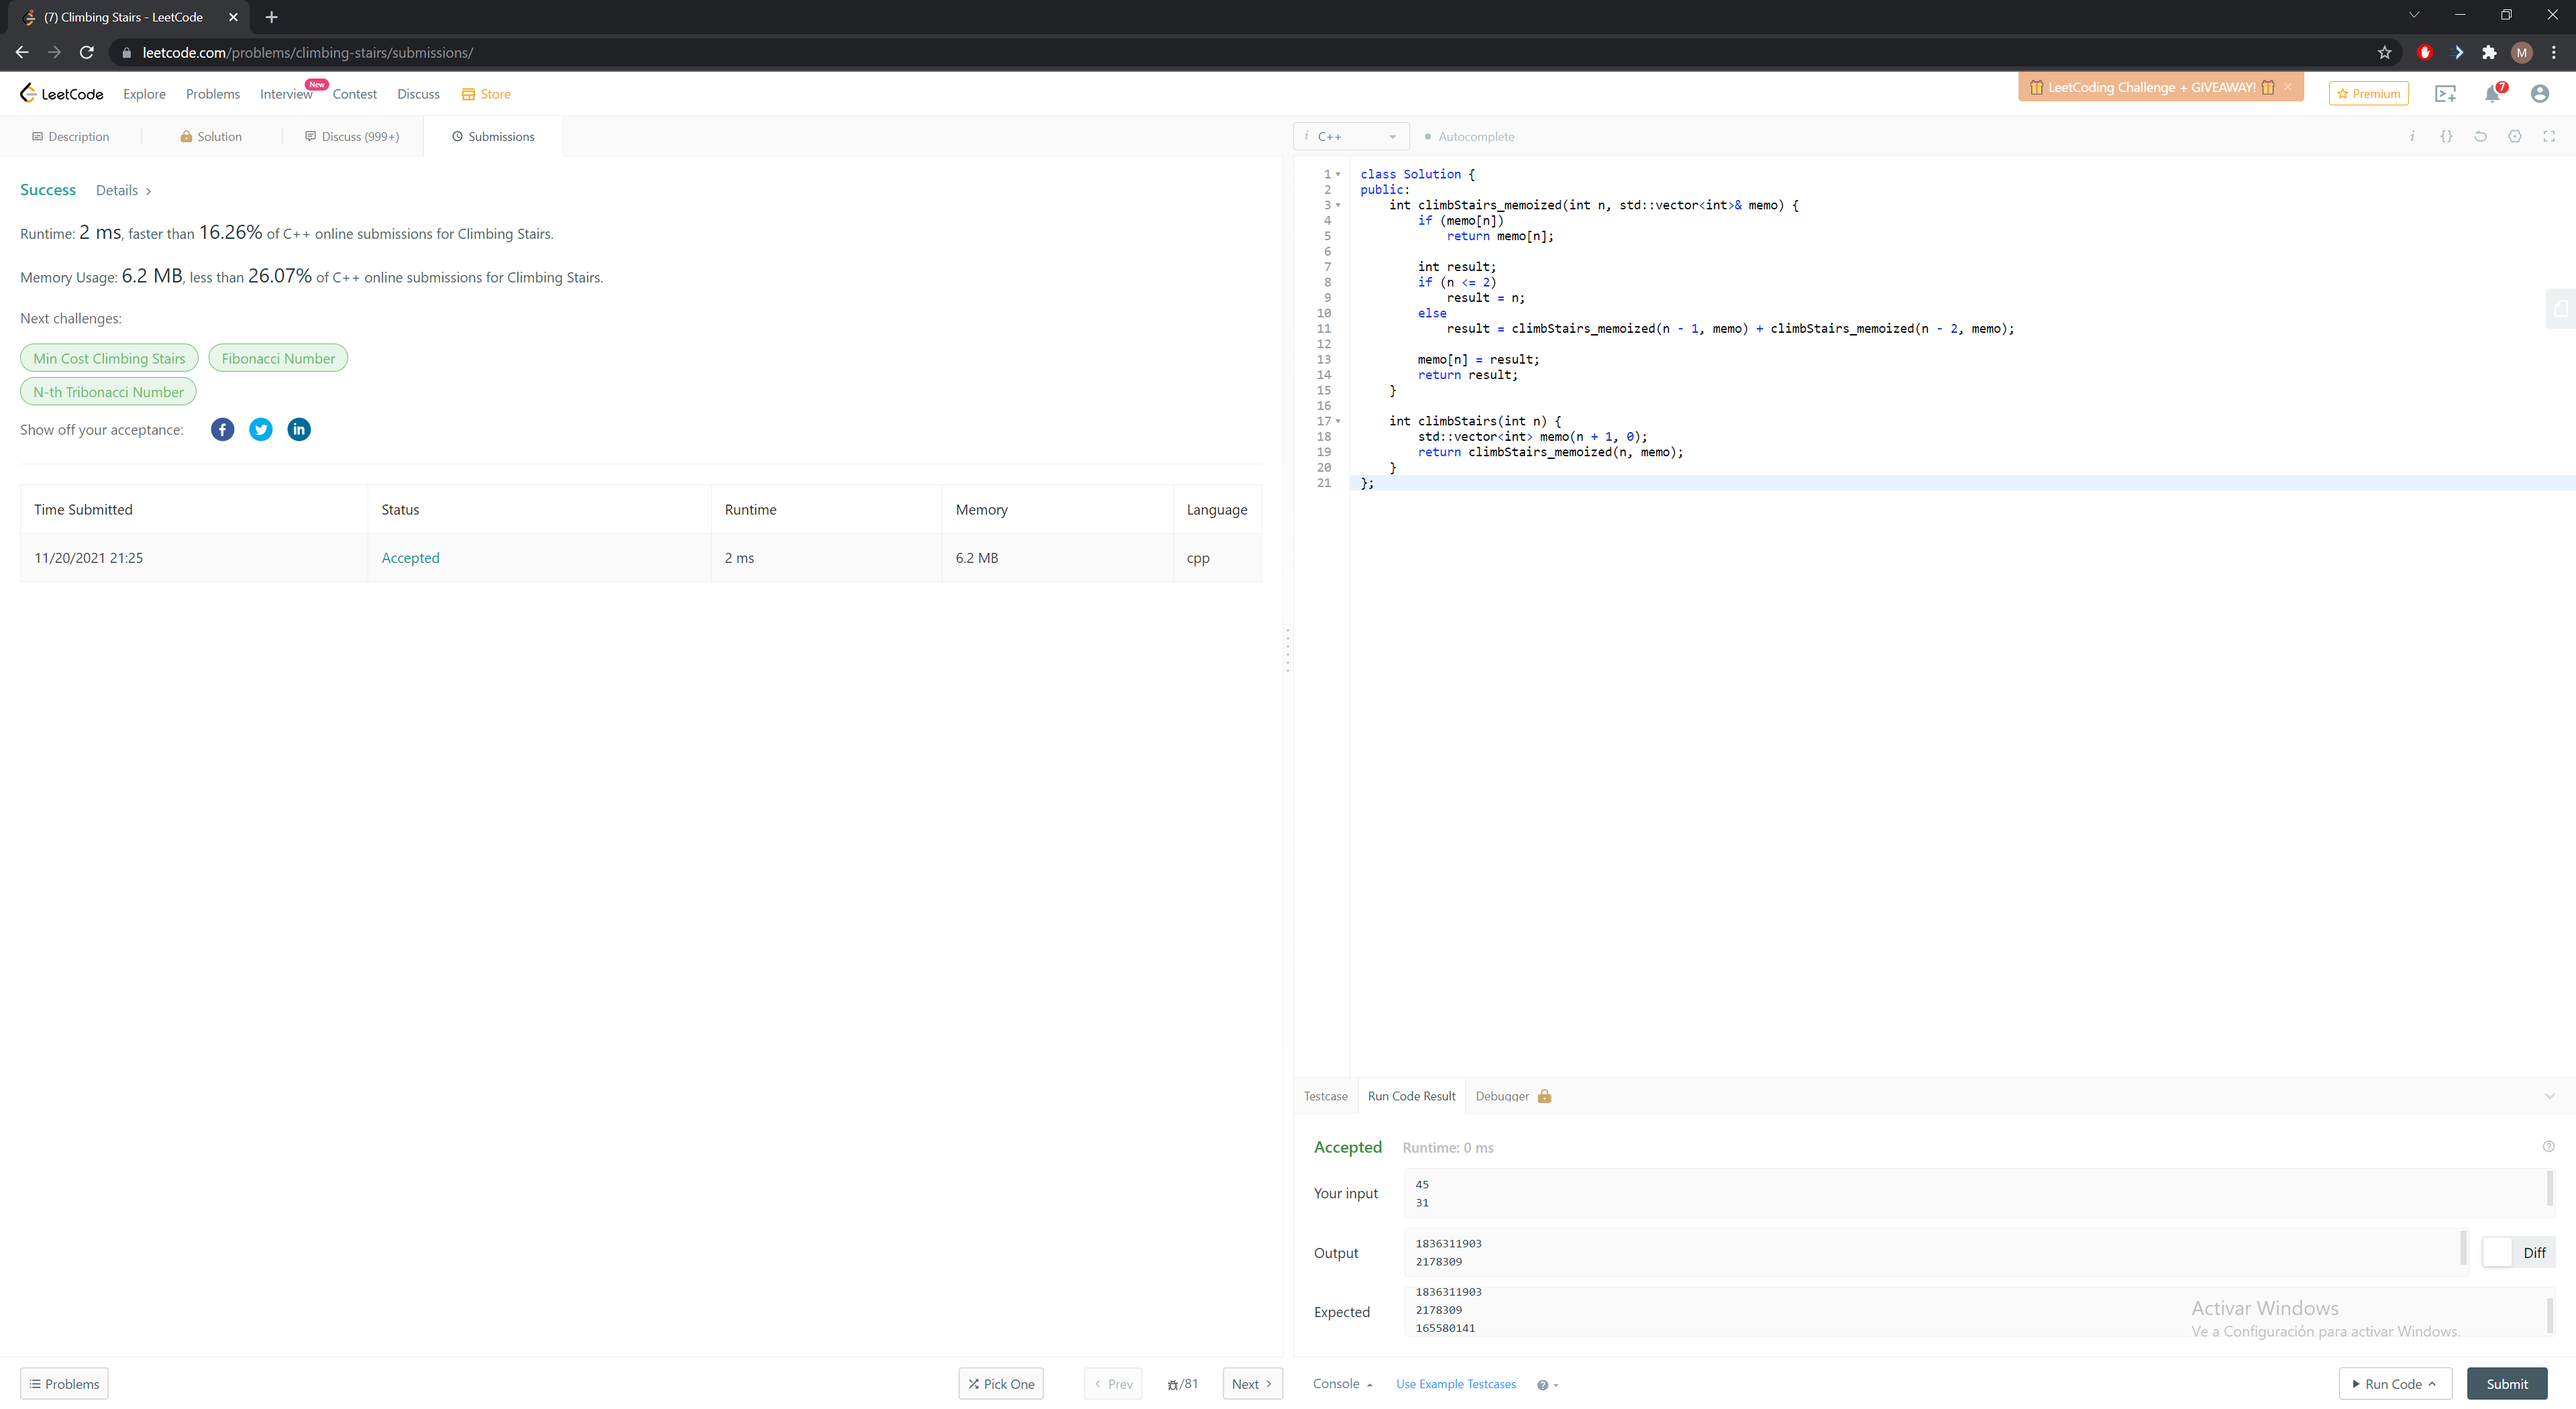 (7) Climbing Stairs - LeetCode
leetcode.com/problems/climbing-stairs/submissions/
M
LeetCode
Explore
Problems
Interview
New
Contest
Discuss
Store
LeetCoding Challenge + GIVEAWAY!
Premium
7
Description
Solution
Discuss (999+)
Submissions
Success
Details
Runtime: 2 ms, faster than 16.26% of C++ online submissions for Climbing Stairs.
Memory Usage: 6.2 MB, less than 26.07% of C++ online submissions for Climbing Stairs.
Next challenges:
Min Cost Climbing Stairs
Fibonacci Number
N-th Tribonacci Number
Show off your acceptance:
Time Submitted Status Runtime Memory Language
11/20/2021 21:25 Accepted 2 ms 6.2 MB cpp
Problems
Pick One
Prev
/81
Next
i C++
Autocomplete
i {}
1 class Solution {
2 public:
3     int climbStairs_memoized(int n, std::vector<int>& memo) {
4         if (memo[n])
5             return memo[n];
6
7         int result;
8         if (n <= 2)
9             result = n;
10         else
11             result = climbStairs_memoized(n - 1, memo) + climbStairs_memoized(n - 2, memo);
12
13         memo[n] = result;
14         return result;
15     }
16
17     int climbStairs(int n) {
18         std::vector<int> memo(n + 1, 0);
19         return climbStairs_memoized(n, memo);
20     }
21 };
Testcase
Run Code Result
Debugger
Accepted
Runtime: 0 ms
Your input
45
31
Output
1836311903
2178309
Diff
Expected
1836311903
2178309
165580141
Activar Windows
Ve a Configuración para activar Windows.
Console
Use Example Testcases
Run Code
Submit